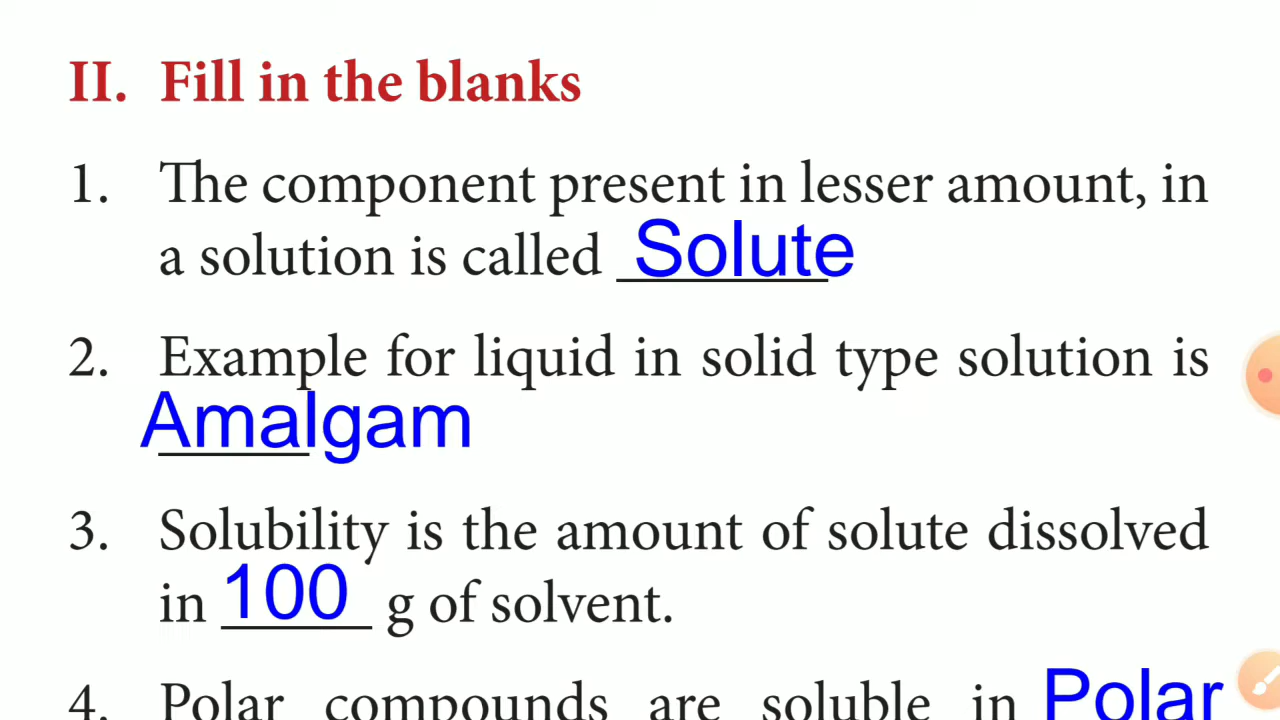 II. Fill in the blanks
1. The component present in lesser amount, in
a solution is called Solute
2. Example for liquid in solid type solution is
Amalgam
3. Solubility is the amount of solute dissolved
in 100 g of solvent.
4. Polar compounds are soluble in Polar